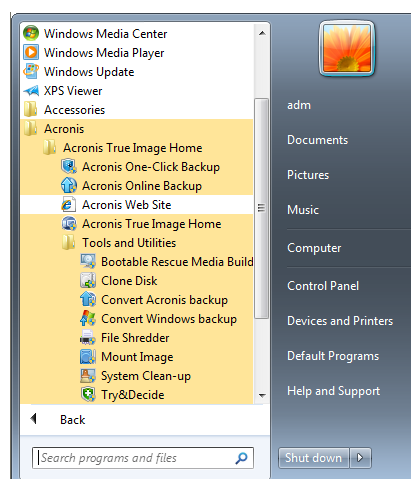 Windows Media Center
Windows Media Player
Windows Update
XPS Viewer
Accessories
Acronis
Acronis True Image Home
Acronis One-Click Backup
Acronis Online Backup
Acronis Web Site
Acronis True Image Home
Tools and Utilities
Bootable Rescue Media Build
Clone Disk
Convert Acronis backup
Convert Windows backup
File Shredder
Mount Image
System Clean-up
Try&Decide
Back
Search programs and files
adm
Documents
Pictures
Music
Computer
Control Panel
Devices and Printers
Default Programs
Help and Support
Shut down